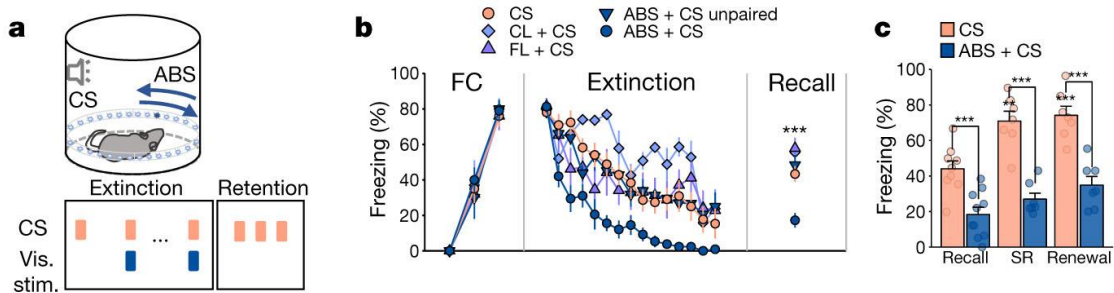 a
ABS
CS
Extinction Retention
CS
...
Vis.
stim.
b
CS
CL + CS
FL + CS
ABS + CS unpaired
ABS + CS
FC Extinction Recall
Freezing (%)
100
80
60
40
20
0
***
c
CS
ABS + CS
Freezing (%)
100
80
60
40
20
0
***
***
**
***
***
Recall SR Renewal